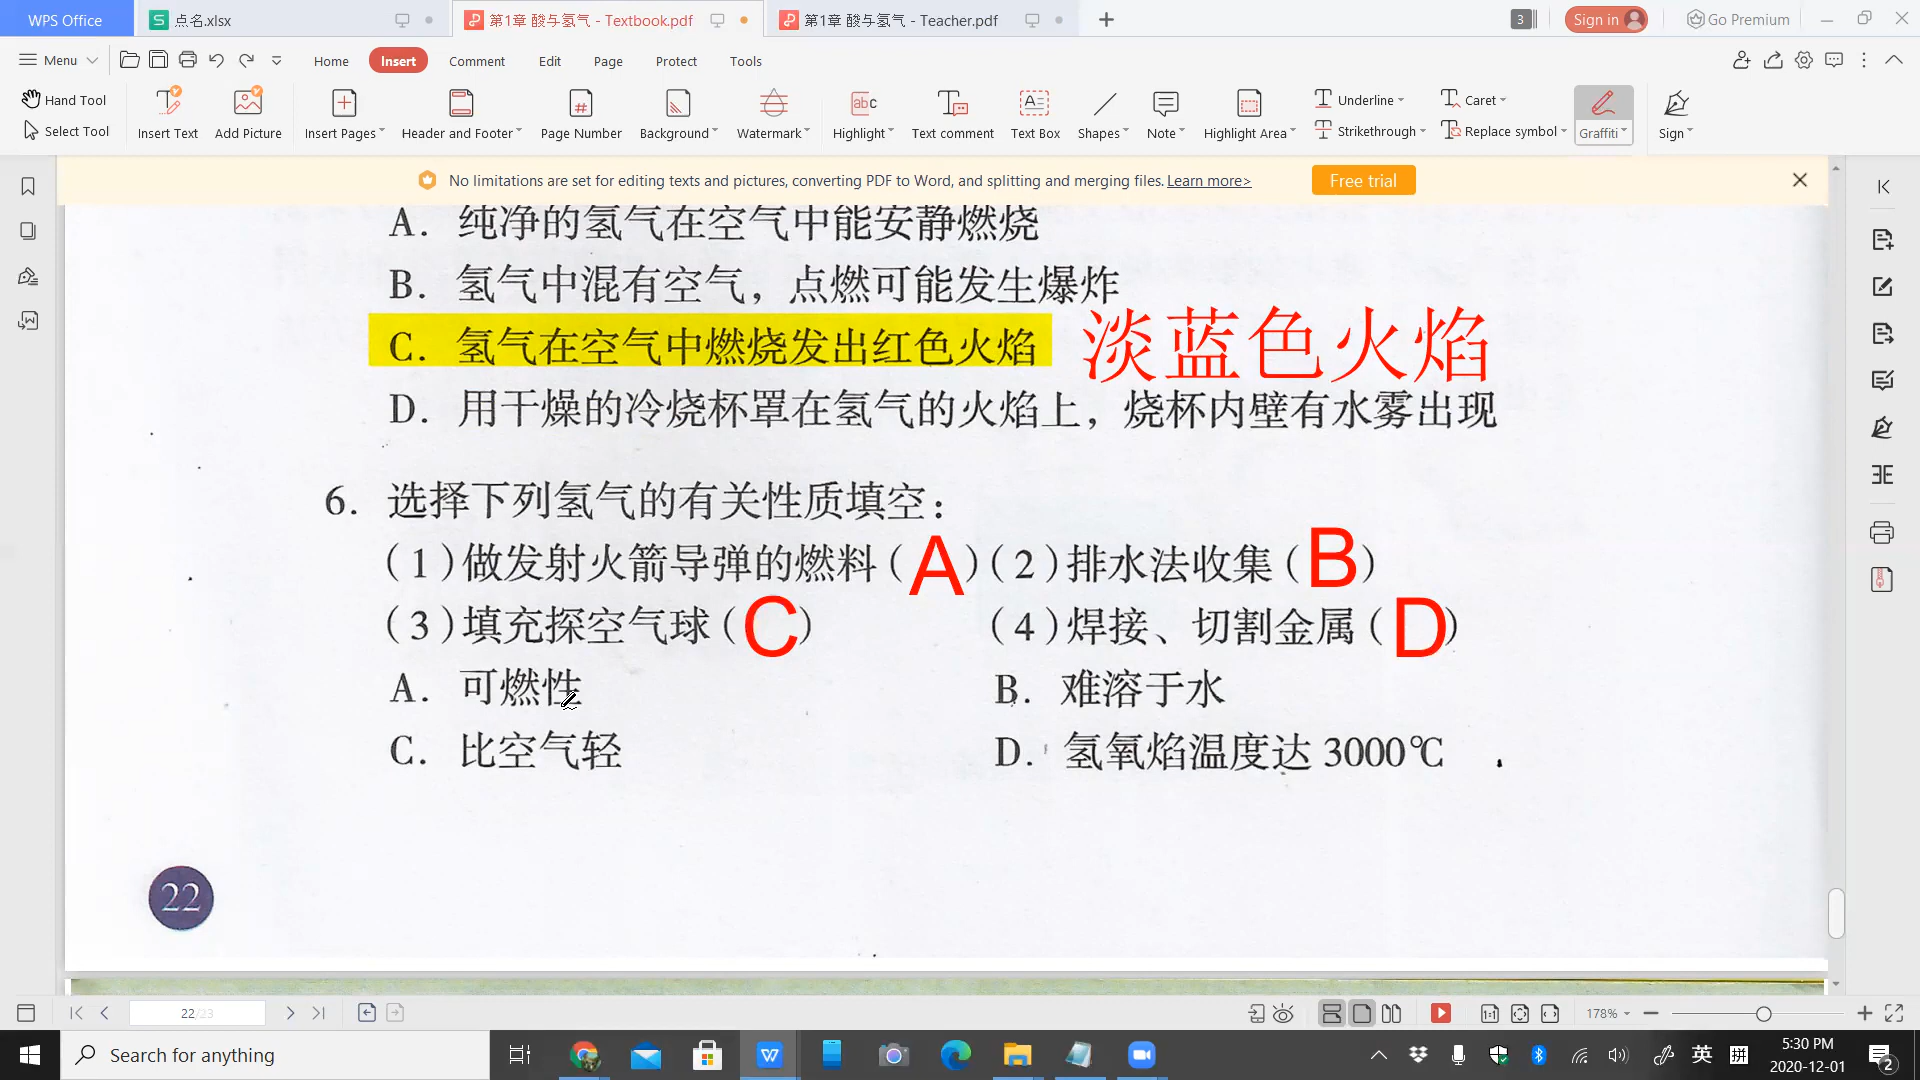 WPS Office
点名.xlsx
第1章 酸与氢气 - Textbook.pdf
第1章 酸与氢气 - Teacher.pdf
3
Sign in
Go Premium
Menu
Home
Insert
Comment
Edit
Page
Protect
Tools
Hand Tool
Select Tool
Insert Text
Add Picture
Insert Pages
Header and Footer
Page Number
Background
Watermark
Highlight
Text comment
Text Box
Shapes
Note
Highlight Area
Underline
Strikethrough
Caret
Replace symbol
Graffiti
Sign
No limitations are set for editing texts and pictures, converting PDF to Word, and splitting and merging files. Learn more>
Free trial
A. 纯净的氢气在空气中能安静燃烧
B. 氢气中混有空气，点燃可能发生爆炸
C. 氢气在空气中燃烧发出红色火焰 淡蓝色火焰
D. 用干燥的冷烧杯罩在氢气的火焰上，烧杯内壁有水雾出现
6. 选择下列氢气的有关性质填空：
(1)做发射火箭导弹的燃料(A) (2)排水法收集(B)
(3)填充探空气球(C) (4)焊接、切割金属(D)
A. 可燃性 B. 难溶于水
C. 比空气轻 D. 氢氧焰温度达 3000℃
22
22/23
178%
Search for anything
英
拼
5:30 PM
2020-12-01
2